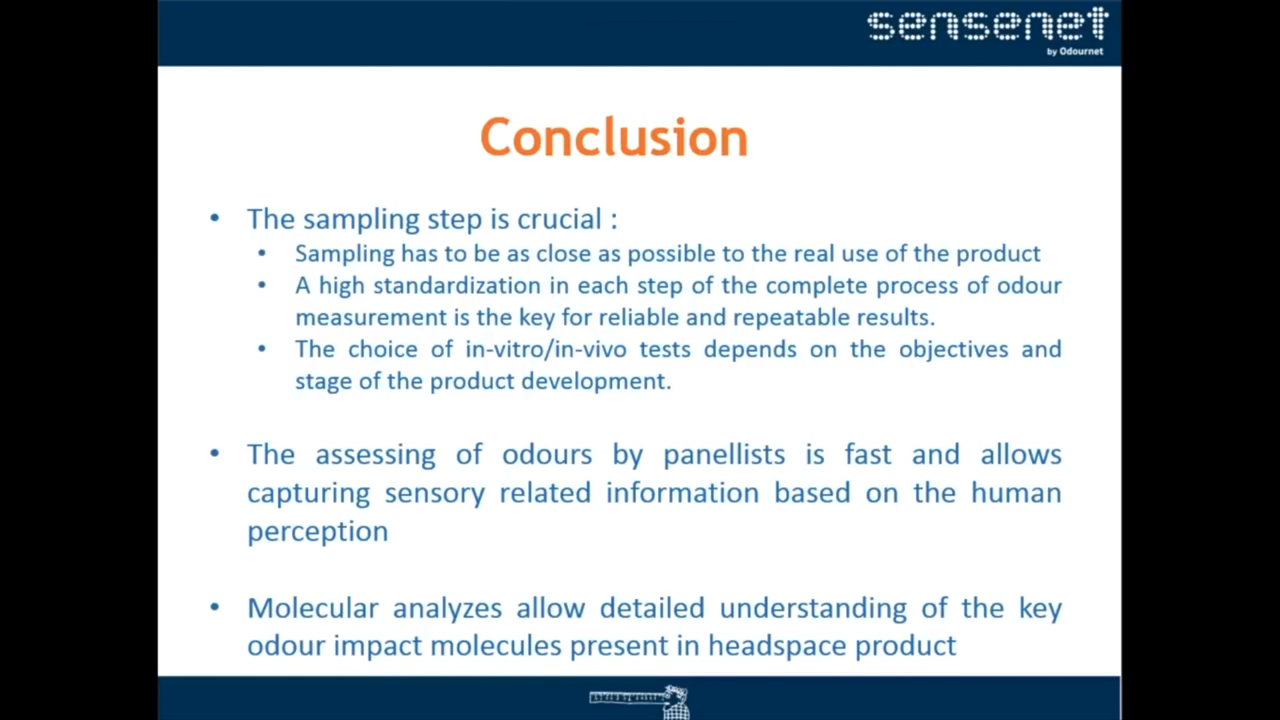 sensenet
by Odournet
Conclusion
• The sampling step is crucial :
• Sampling has to be as close as possible to the real use of the product
• A high standardization in each step of the complete process of odour
measurement is the key for reliable and repeatable results.
• The choice of in-vitro/in-vivo tests depends on the objectives and
stage of the product development.
• The assessing of odours by panellists is fast and allows
capturing sensory related information based on the human
perception
• Molecular analyzes allow detailed understanding of the key
odour impact molecules present in headspace product